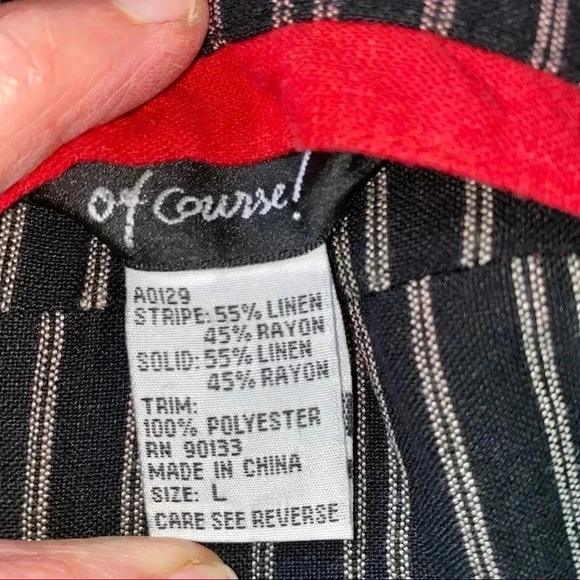 of course!
A0129
STRIPE: 55% LINEN
45% RAYON
SOLID: 55% LINEN
45% RAYON
TRIM:
100% POLYESTER
RN 90133
MADE IN CHINA
SIZE: L
CARE SEE REVERSE